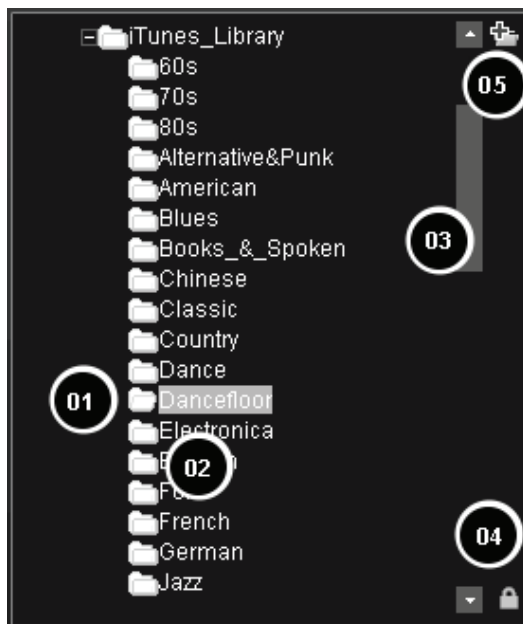 iTunes_Library
05
60s
70s
80s
Alternative&Punk
American
Blues
03
Books_&_Spoken
Chinese
Classic
Country
Dance
01
Dancefloor
Electronica
02
French
04
German
Jazz